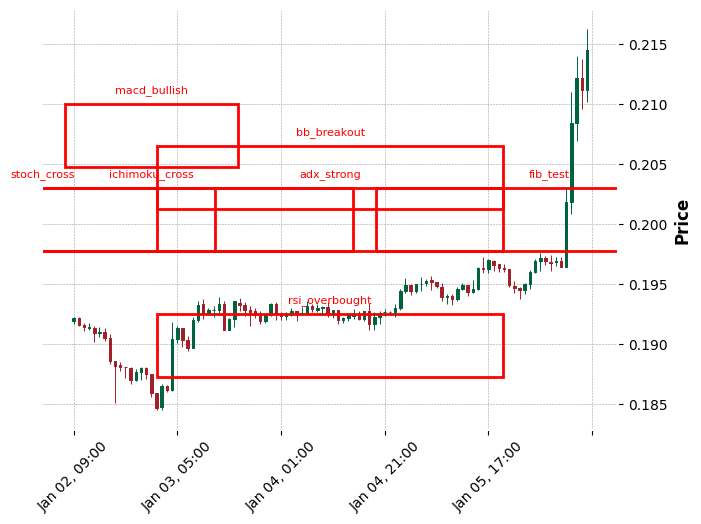 macd_bullish
bb_breakout
stoch_cross
ichimoku_cross
adx_strong
fib_test
rsi_overbought
0.215
0.210
0.205
0.200
0.195
0.190
0.185
Price
Jan 02, 09:00
Jan 03, 05:00
Jan 04, 01:00
Jan 04, 21:00
Jan 05, 17:00